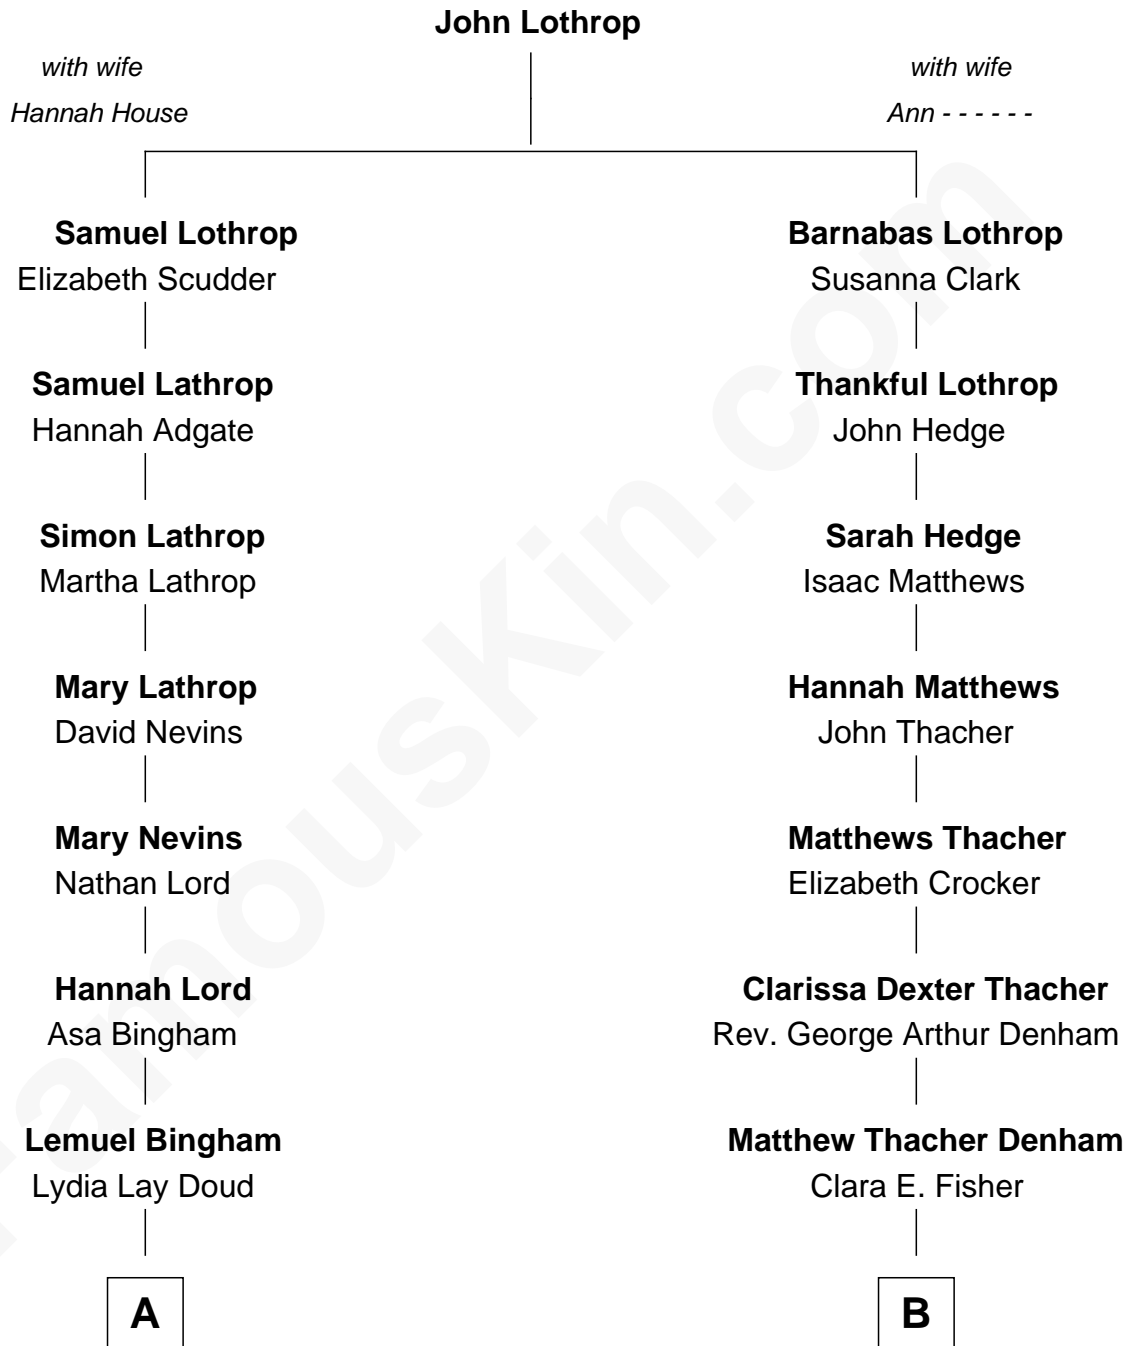 John Lothrop
with wife
Hannah House
with wife
Ann - - - - - -
Samuel Lothrop
Elizabeth Scudder
Barnabas Lothrop
Susanna Clark
Samuel Lathrop
Hannah Adgate
Thankful Lothrop
John Hedge
Simon Lathrop
Martha Lathrop
Sarah Hedge
Isaac Matthews
Mary Lathrop
David Nevins
Hannah Matthews
John Thacher
Mary Nevins
Nathan Lord
Matthews Thacher
Elizabeth Crocker
Hannah Lord
Asa Bingham
Clarissa Dexter Thacher
Rev. George Arthur Denham
Lemuel Bingham
Lydia Lay Doud
Matthew Thacher Denham
Clara E. Fisher
A
B
FamousKin.com